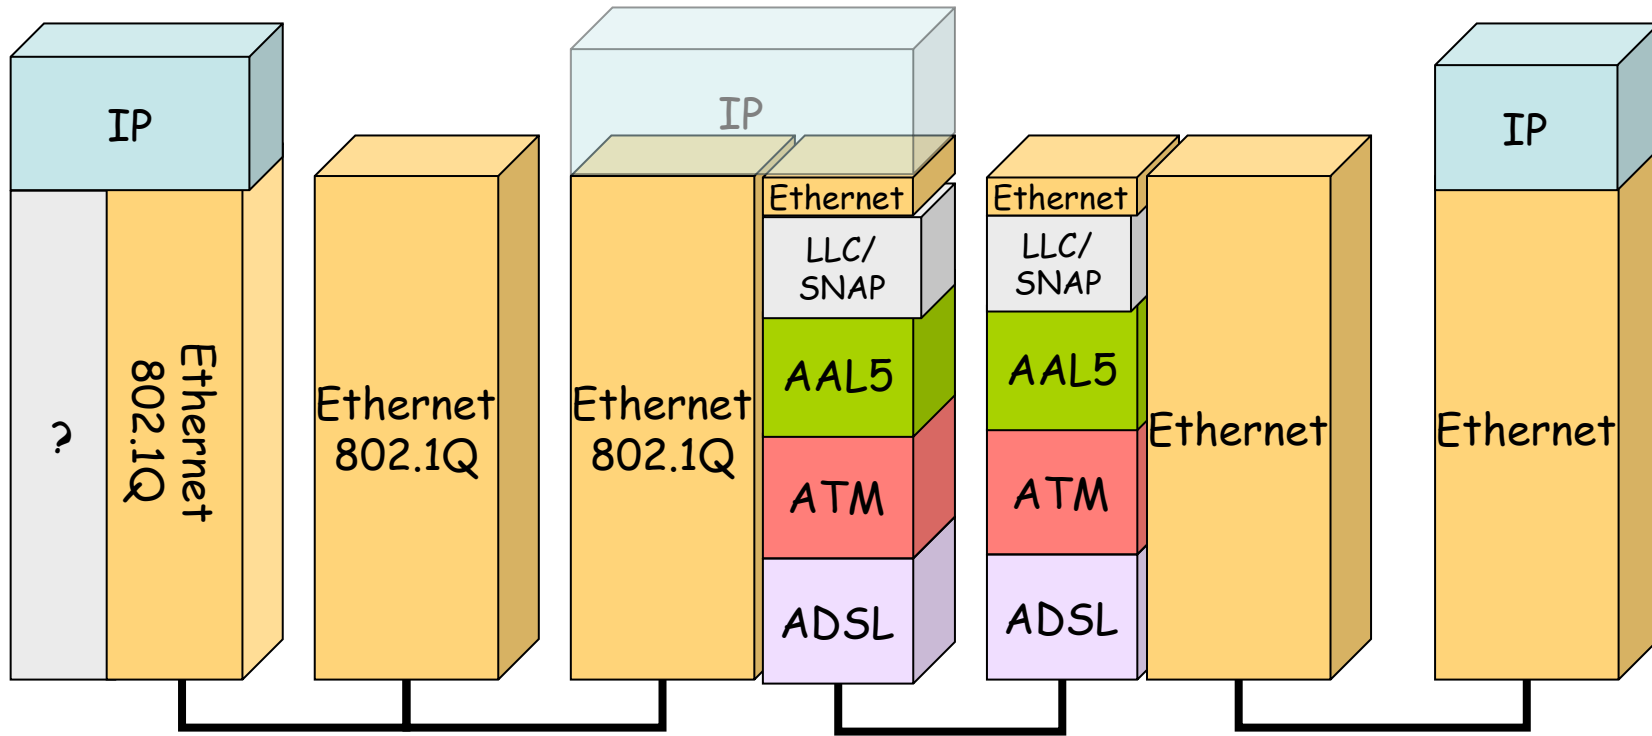 IP
?
Ethernet
802.1Q
Ethernet
802.1Q
IP
Ethernet
802.1Q
Ethernet
LLC/
SNAP
AAL5
ATM
ADSL
Ethernet
LLC/
SNAP
AAL5
ATM
ADSL
Ethernet
IP
Ethernet